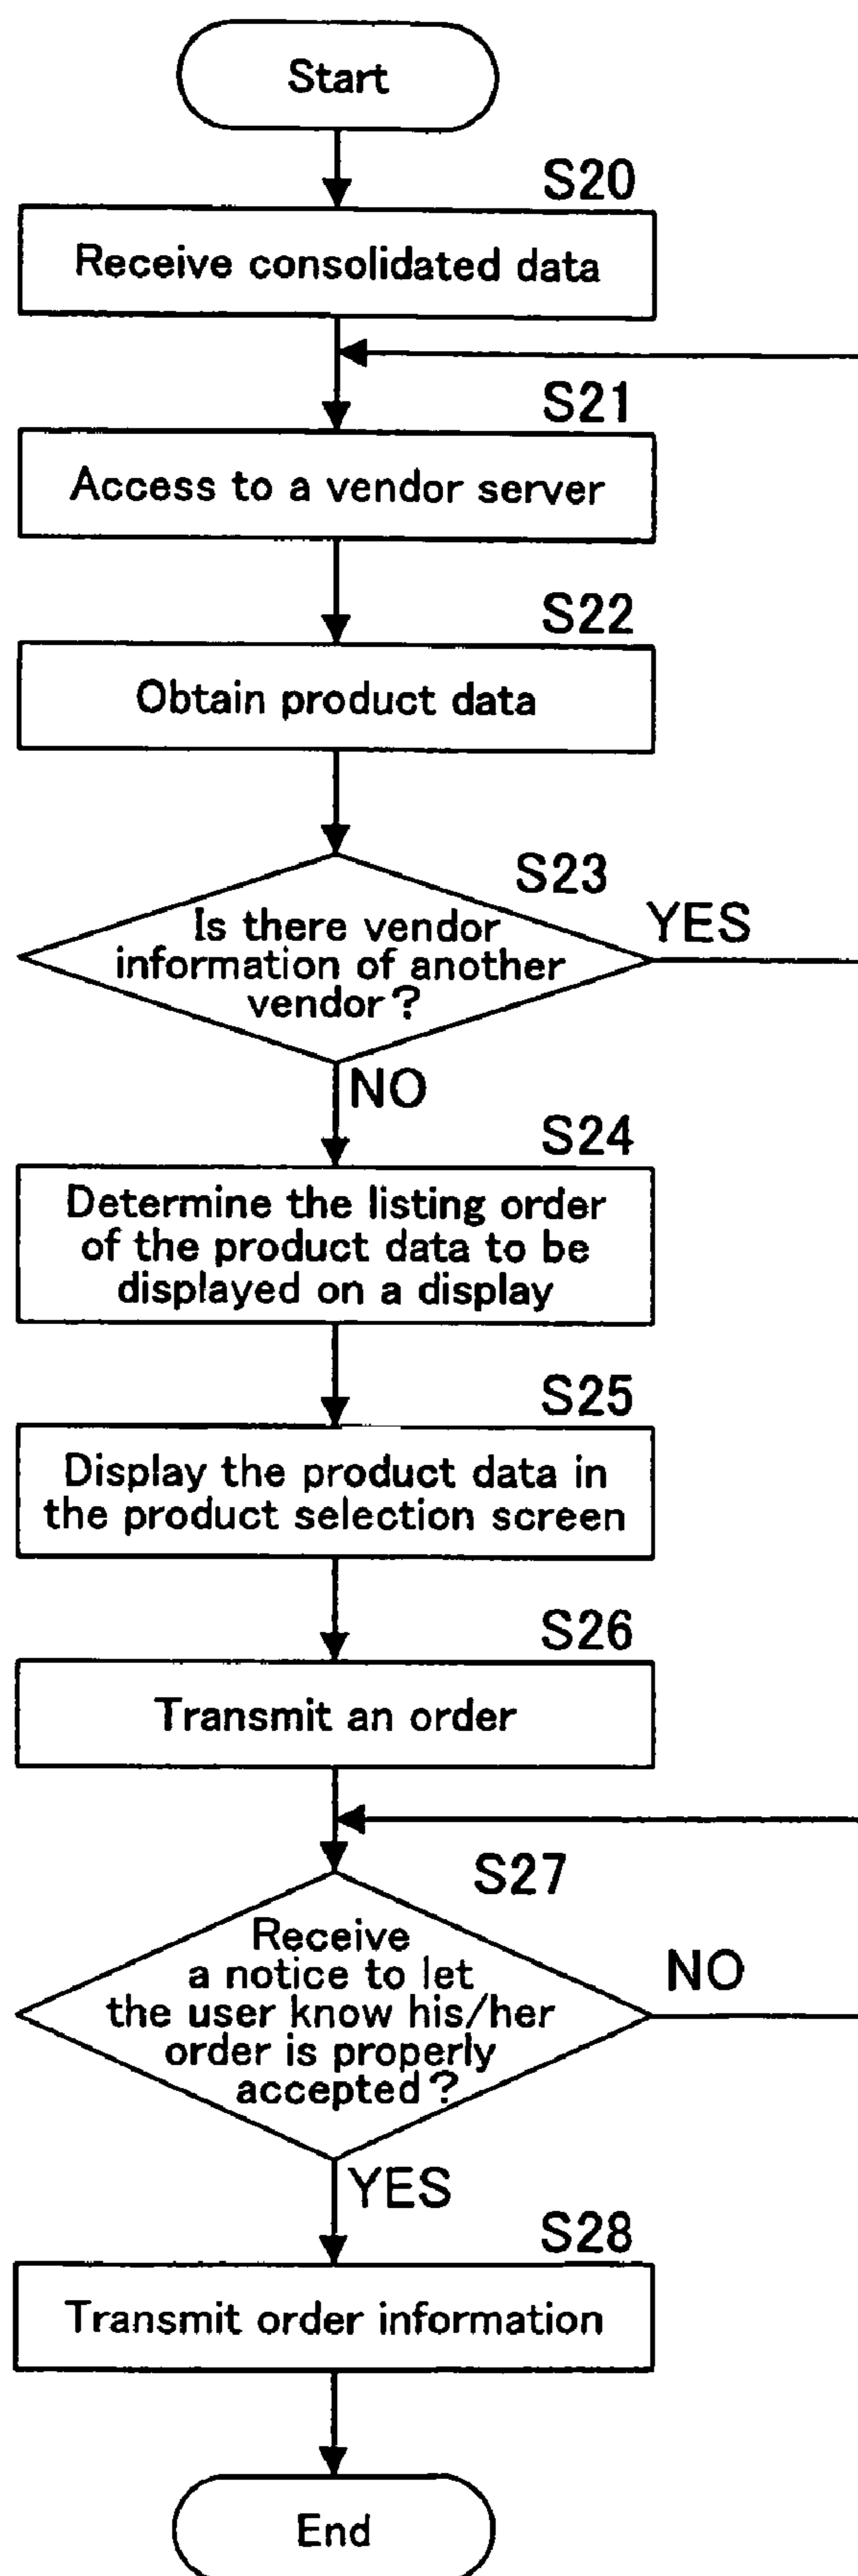 Start
S20
Receive consolidated data
S21
Access to a vendor server
S22
Obtain product data
S23
Is there vendor
information of another
vendor?
YES
NO
S24
Determine the listing order
of the product data to be
displayed on a display
S25
Display the product data in
the product selection screen
S26
Transmit an order
S27
Receive
a notice to let
the user know his/her
order is properly
accepted?
NO
YES
S28
Transmit order information
End